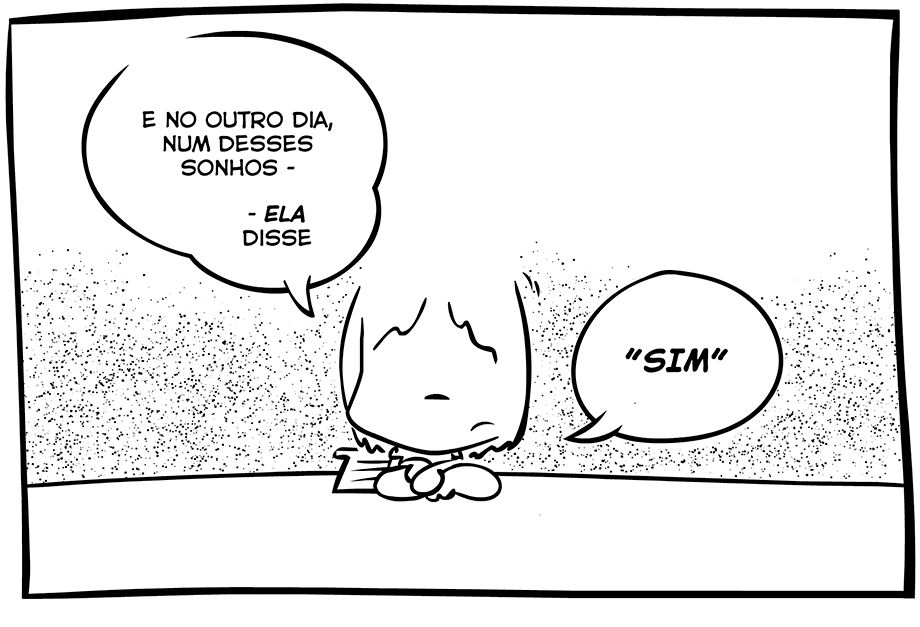 E NO OUTRO DIA,
NUM DESSES
SONHOS -
- ELA
DISSE
"SIM"